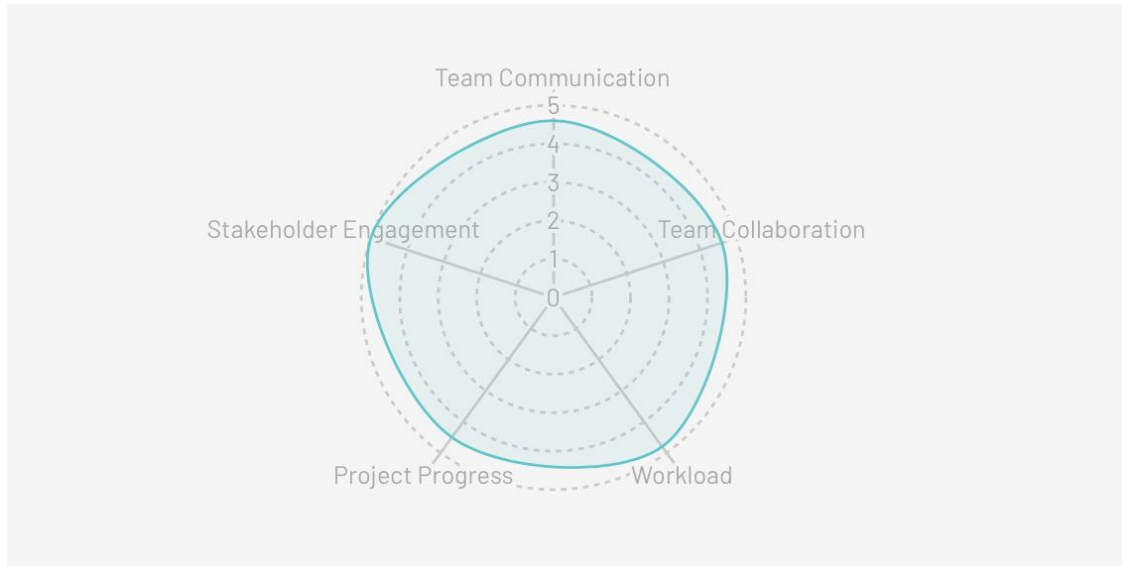 Team Communication
5
4
3
2
Stakeholder Engagement
Team Collaboration
1
0
Project Progress
Workload